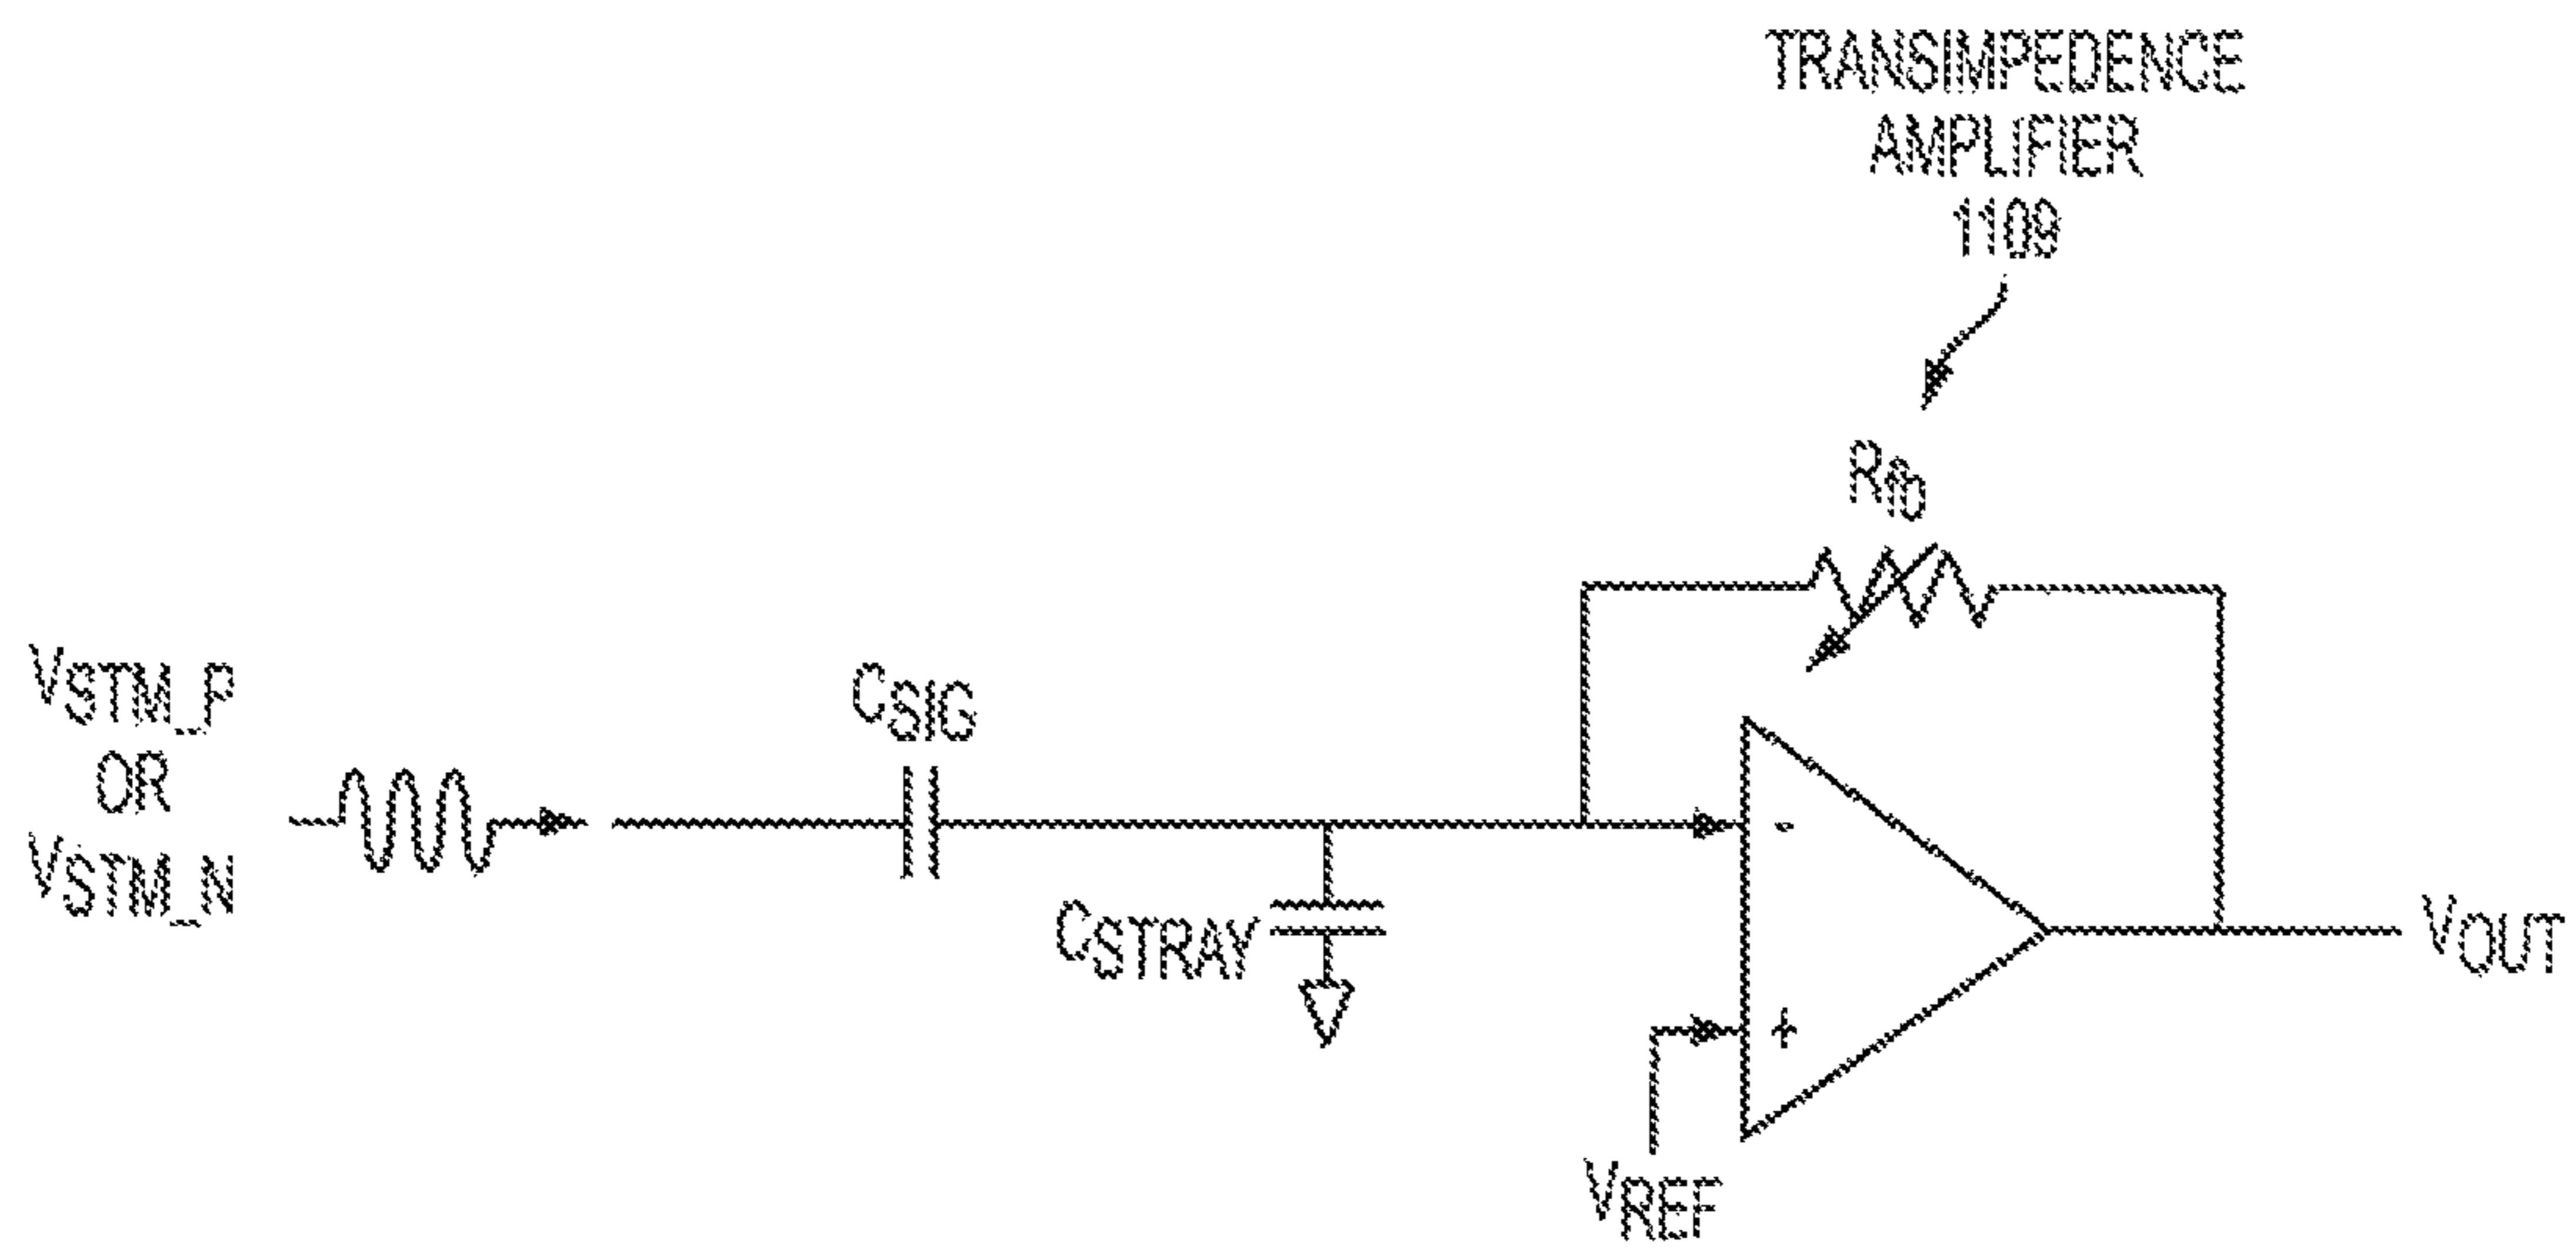 TRANSIMPEDENCE
AMPLIFIER
1109
Rfb
VSTM_P
OR
VSTM_N
CSIG
CSTRAY
-
+
VREF
VOUT